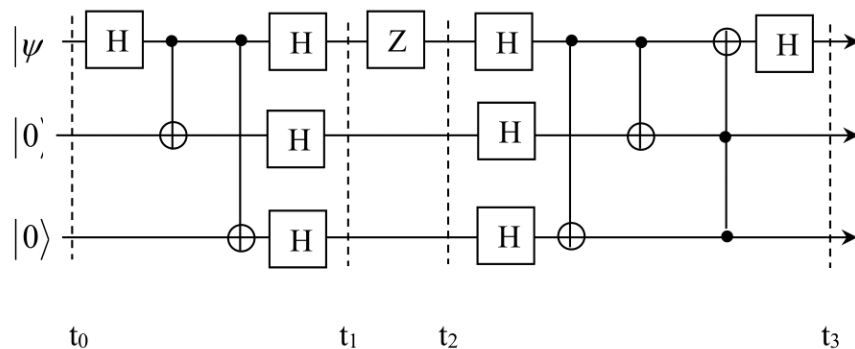 |ψ H H Z H H
|0⟩ H H
|0⟩ H H
t₀ t₁ t₂ t₃